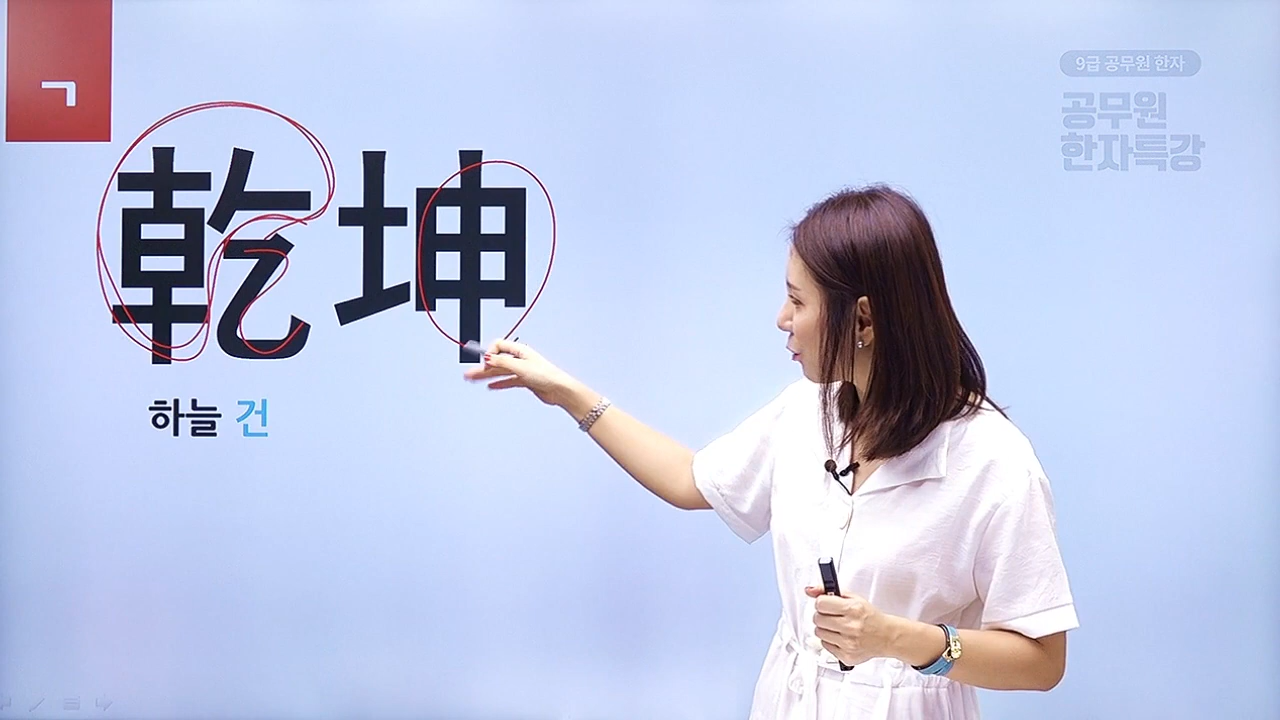 ㄱ
乾坤
하늘 건
9급 공무원 한자
공무원
한자특강